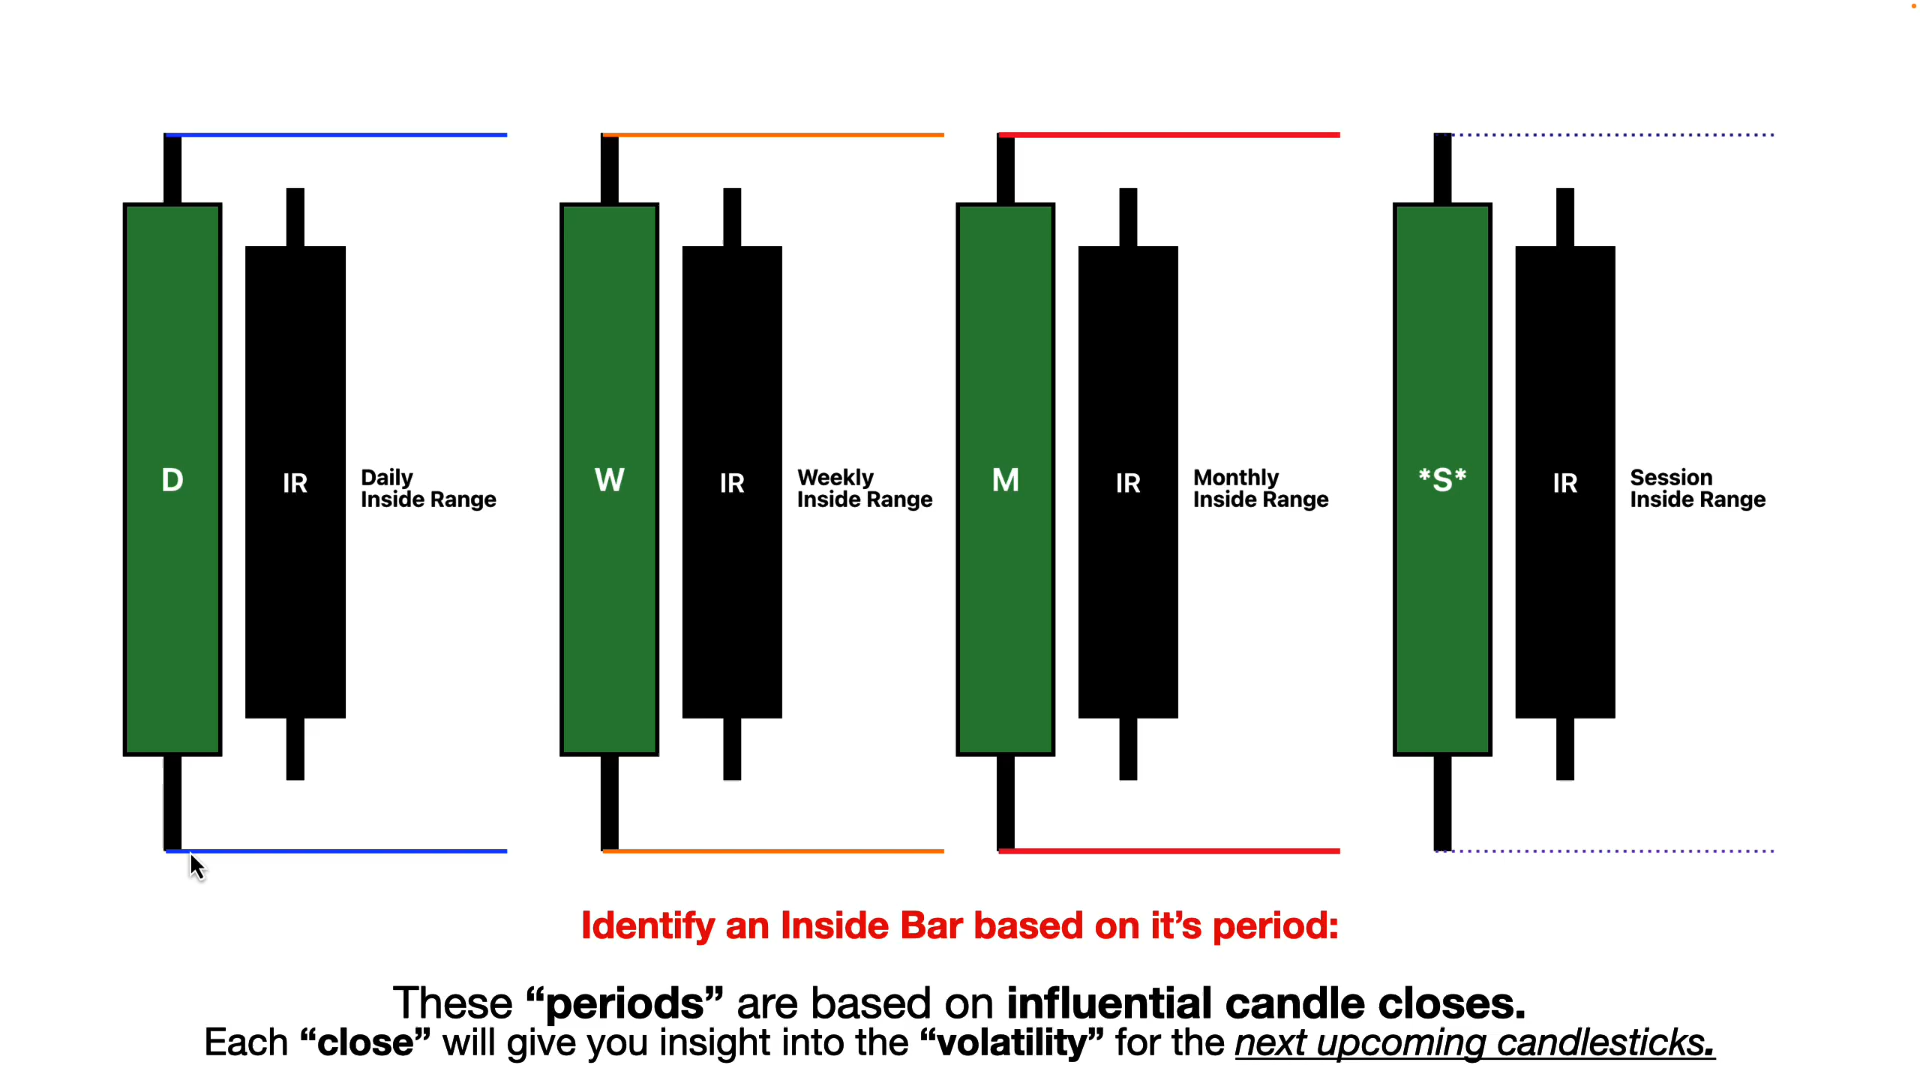 D
IR
Daily
Inside Range
W
IR
Weekly
Inside Range
M
IR
Monthly
Inside Range
*S*
IR
Session
Inside Range
Identify an Inside Bar based on it’s period:
These “periods” are based on influential candle closes.
Each “close” will give you insight into the “volatility” for the next upcoming candlesticks.